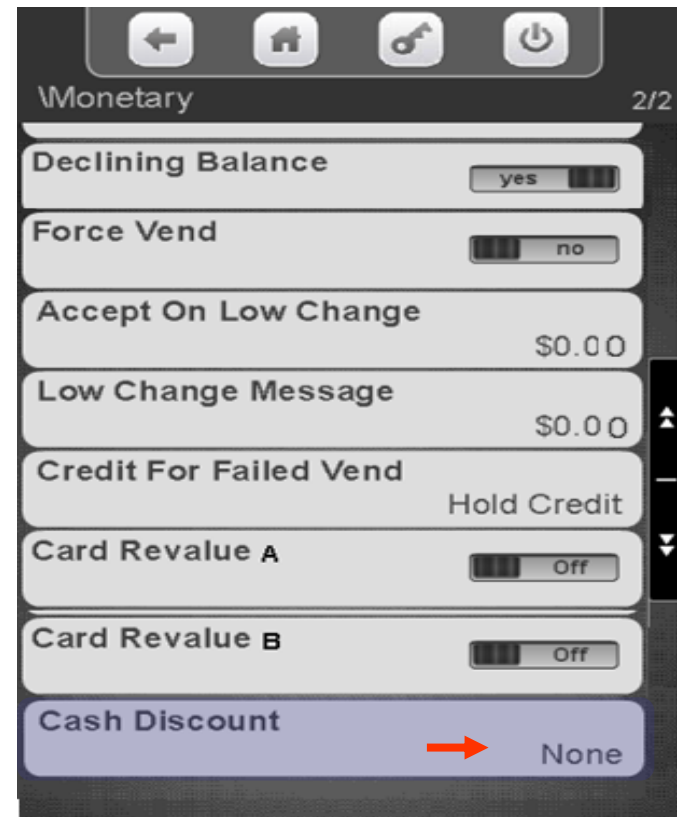 \Monetary 2/2
Declining Balance
yes
Force Vend
no
Accept On Low Change
$0.00
Low Change Message
$0.00
Credit For Failed Vend
Hold Credit
Card Revalue A
Off
Card Revalue B
Off
Cash Discount
None